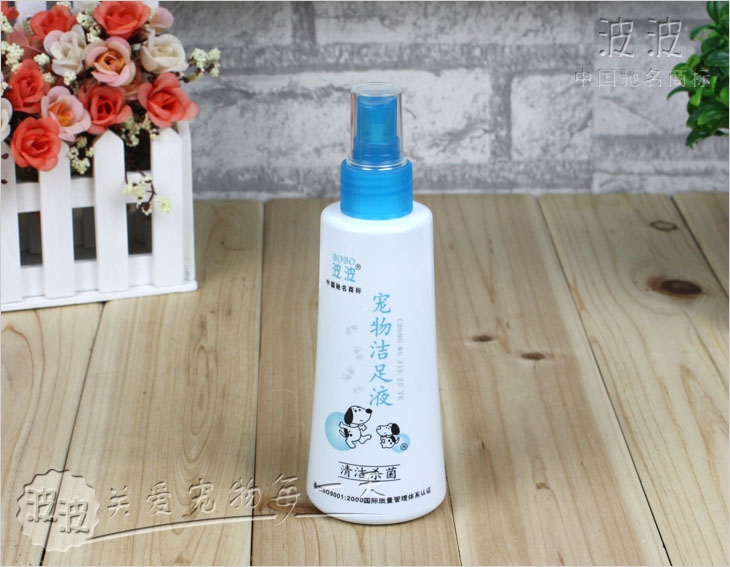 波波
中国驰名商标
BOBO
波波®
中国驰名商标
宠物洁足液
CHONG WU JIE ZU YE
清洁杀菌
ISO9001:2000国际质量管理体系认证
波波 关爱宠物每一天